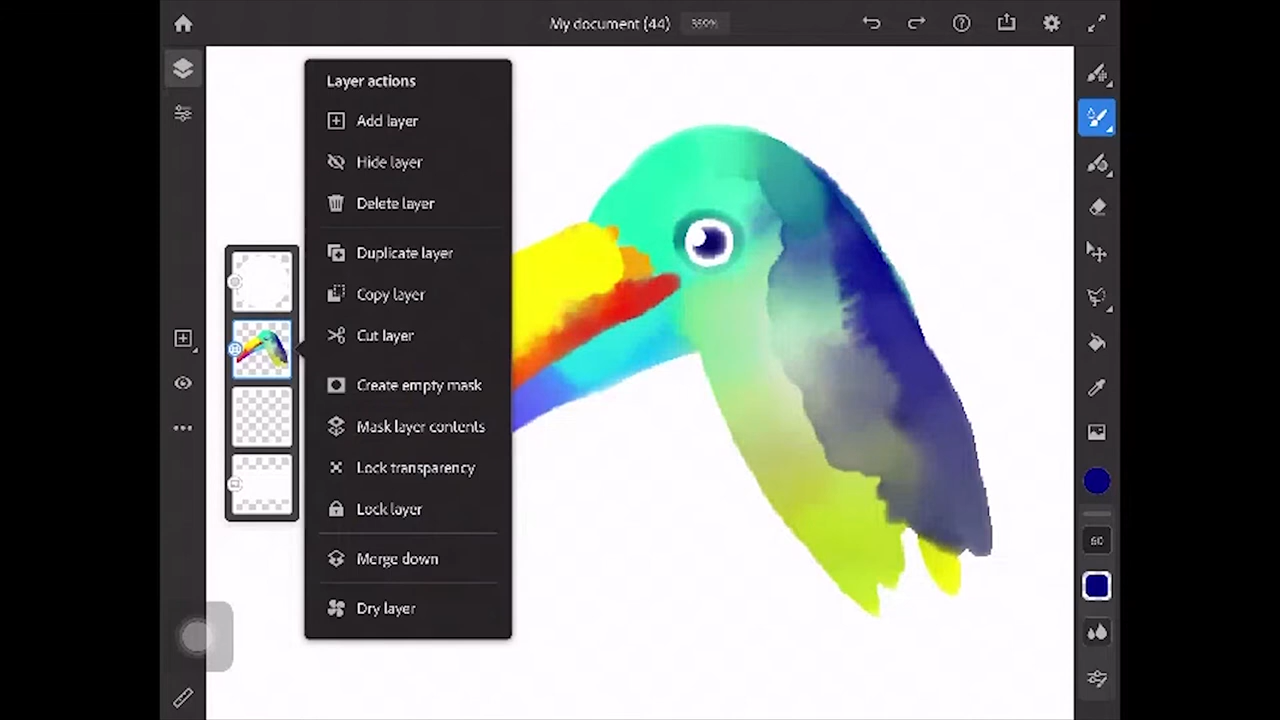 My document (44)
Layer actions
Add layer
Hide layer
Delete layer
Duplicate layer
Copy layer
Cut layer
Create empty mask
Mask layer contents
Lock transparency
Lock layer
Merge down
Dry layer
60